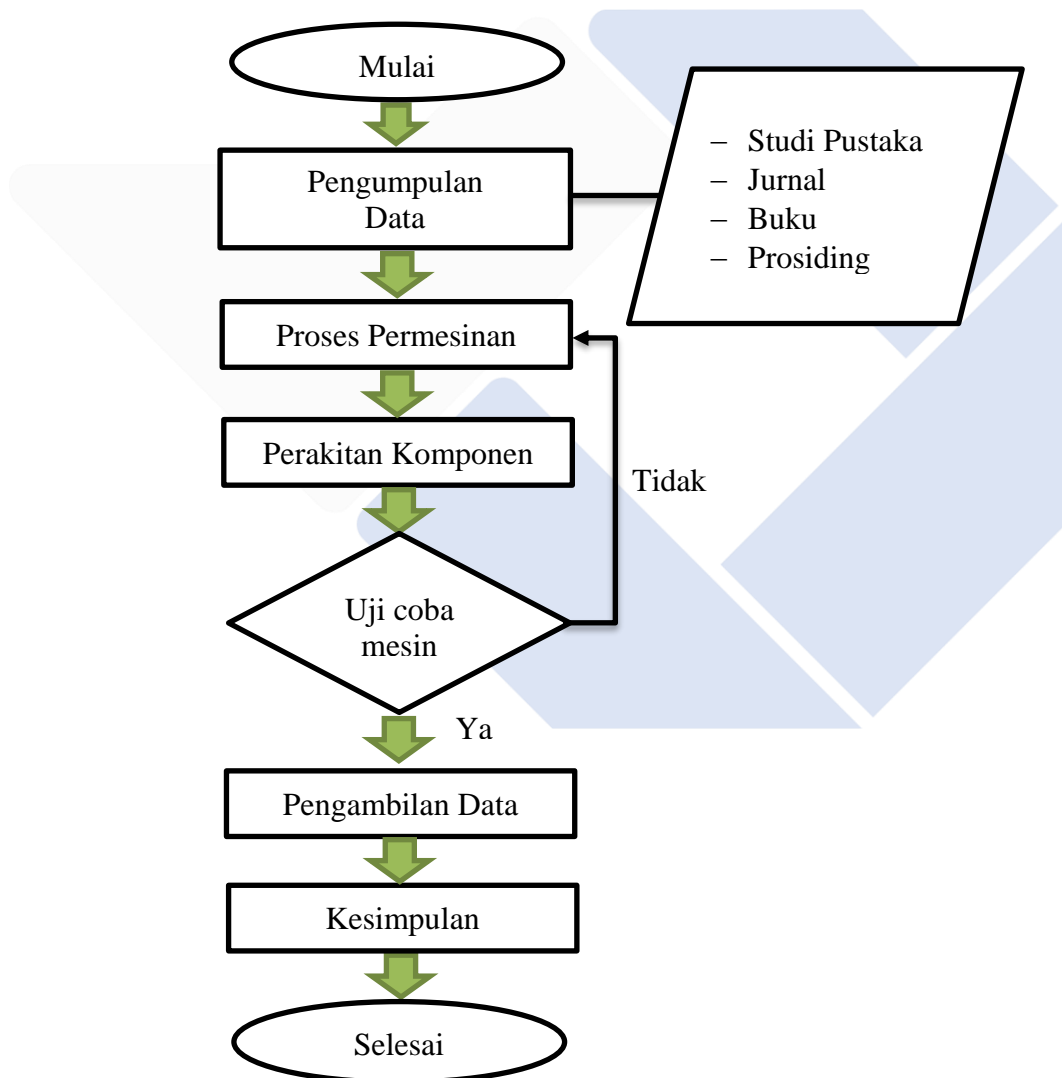 Mulai
Pengumpulan
Data
– Studi Pustaka
– Jurnal
– Buku
– Prosiding
Proses Permesinan
Perakitan Komponen
Tidak
Uji coba
mesin
Ya
Pengambilan Data
Kesimpulan
Selesai